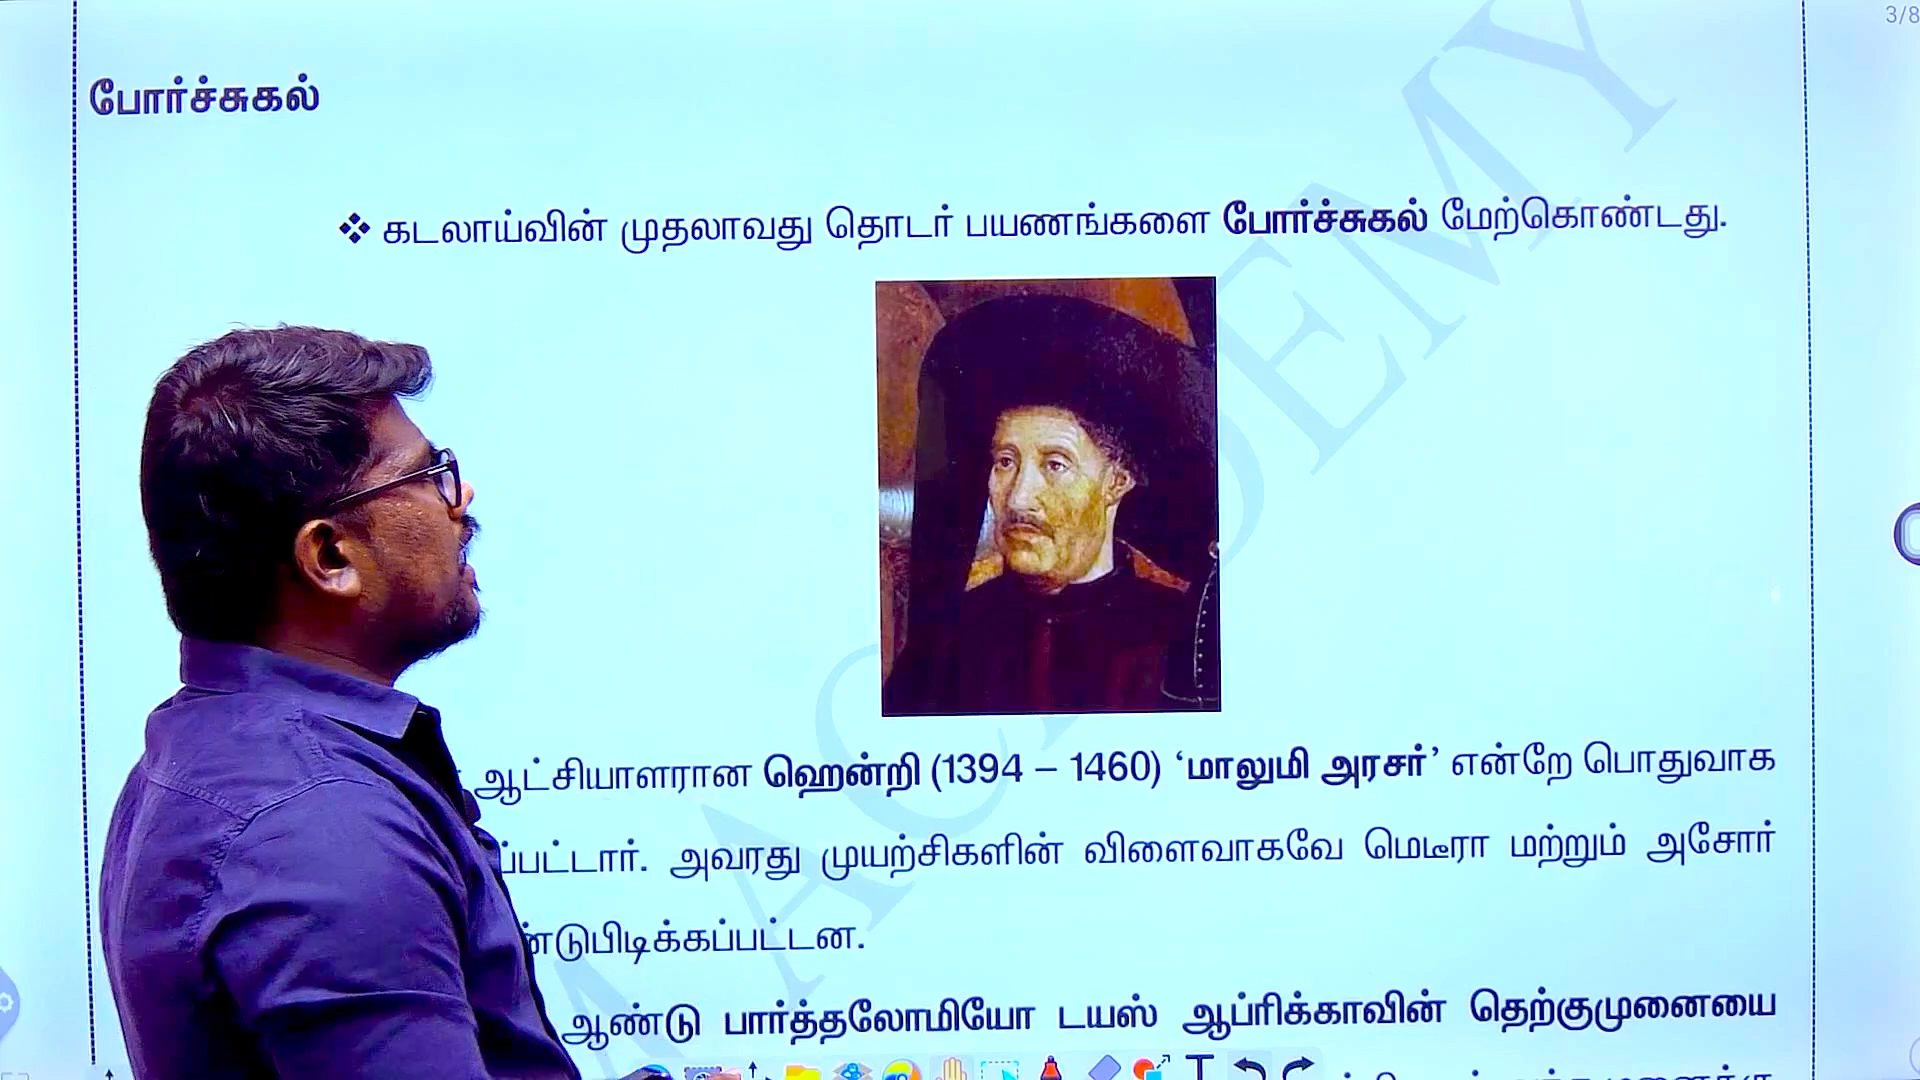 3/8
போர்ச்சுகல்
❖ கடலாய்வின் முதலாவது தொடர் பயணங்களை போர்ச்சுகல் மேற்கொண்டது.
ஆட்சியாளரான ஹென்றி (1394 – 1460) ‘மாலுமி அரசர்’ என்றே பொதுவாக
ப்பட்டார். அவரது முயற்சிகளின் விளைவாகவே மெடீரா மற்றும் அசோர்
ண்டுபிடிக்கப்பட்டன.
ஆண்டு பார்த்தலோமியோ டயஸ் ஆப்ரிக்காவின் தெற்குமுனையை
ACADEMY